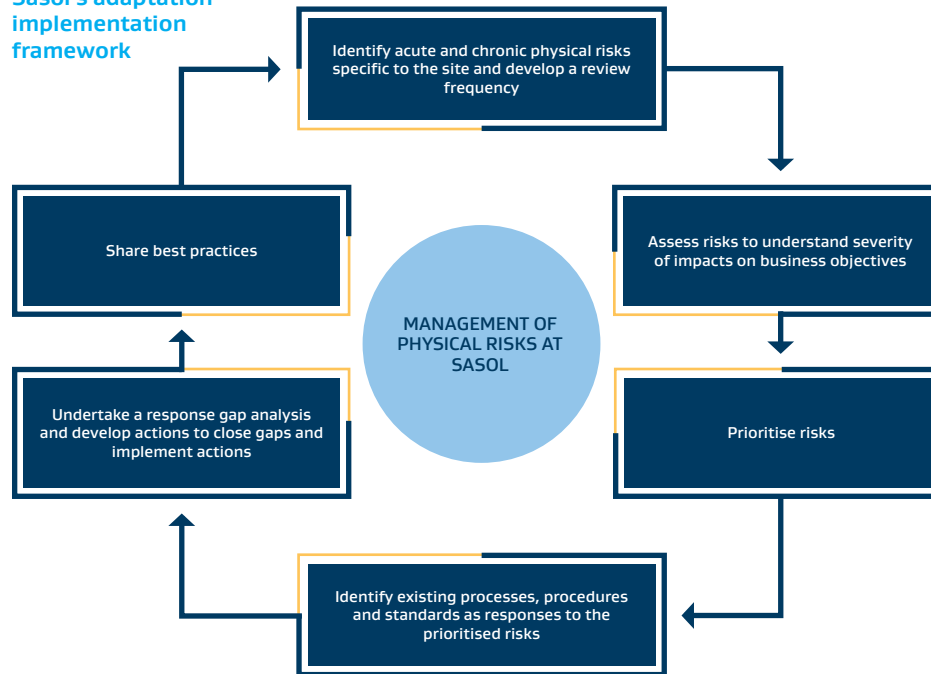 Sasol's adaptation
implementation
framework
Identify acute and chronic physical risks
specific to the site and develop a review
frequency
Assess risks to understand severity
of impacts on business objectives
Prioritise risks
Identify existing processes, procedures
and standards as responses to the
prioritised risks
Undertake a response gap analysis
and develop actions to close gaps and
implement actions
Share best practices
MANAGEMENT OF
PHYSICAL RISKS AT
SASOL